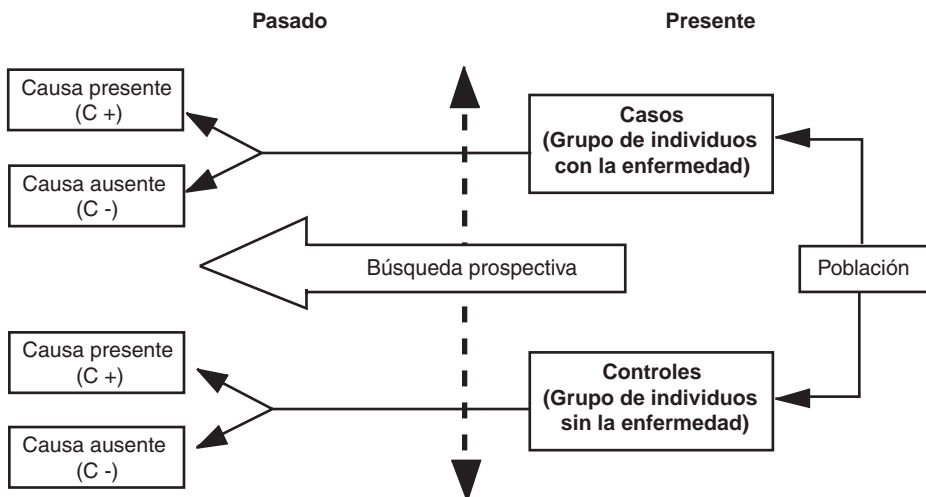 Pasado
Presente
Causa presente
(C +)
Causa ausente
(C -)
Casos
(Grupo de individuos
con la enfermedad)
Búsqueda prospectiva
Población
Causa presente
(C +)
Causa ausente
(C -)
Controles
(Grupo de individuos
sin la enfermedad)